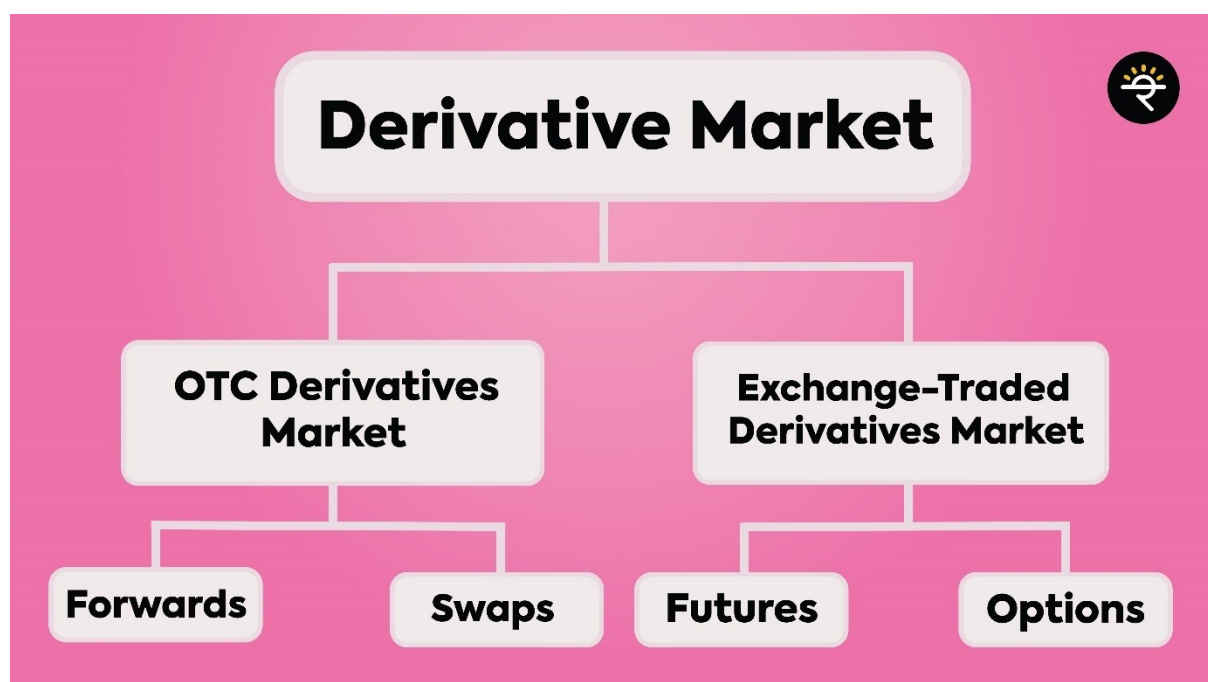 Derivative Market
OTC Derivatives
Market
Exchange-Traded
Derivatives Market
Forwards
Swaps
Futures
Options